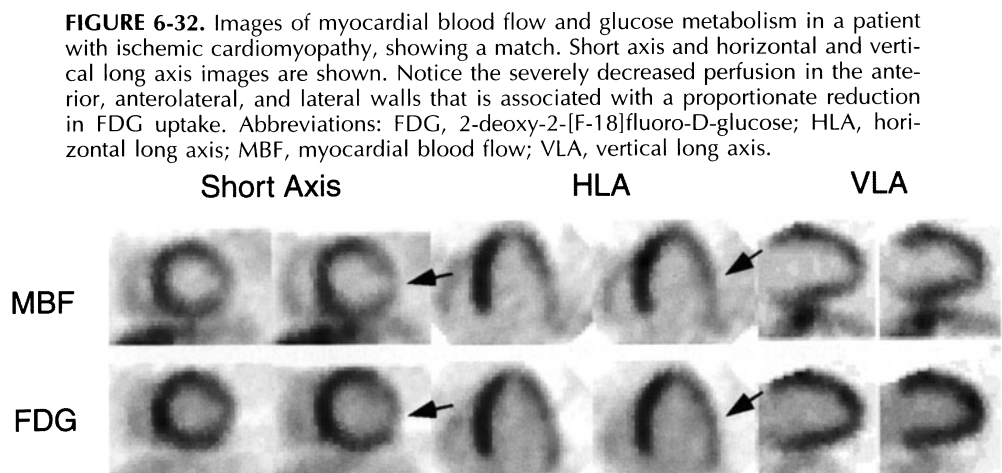 FIGURE 6-32. Images of myocardial blood flow and glucose metabolism in a patient
with ischemic cardiomyopathy, showing a match. Short axis and horizontal and verti-
cal long axis images are shown. Notice the severely decreased perfusion in the ante-
rior, anterolateral, and lateral walls that is associated with a proportionate reduction
in FDG uptake. Abbreviations: FDG, 2-deoxy-2-[F-18]fluoro-D-glucose; HLA, hori-
zontal long axis; MBF, myocardial blood flow; VLA, vertical long axis.
Short Axis HLA VLA
MBF
FDG